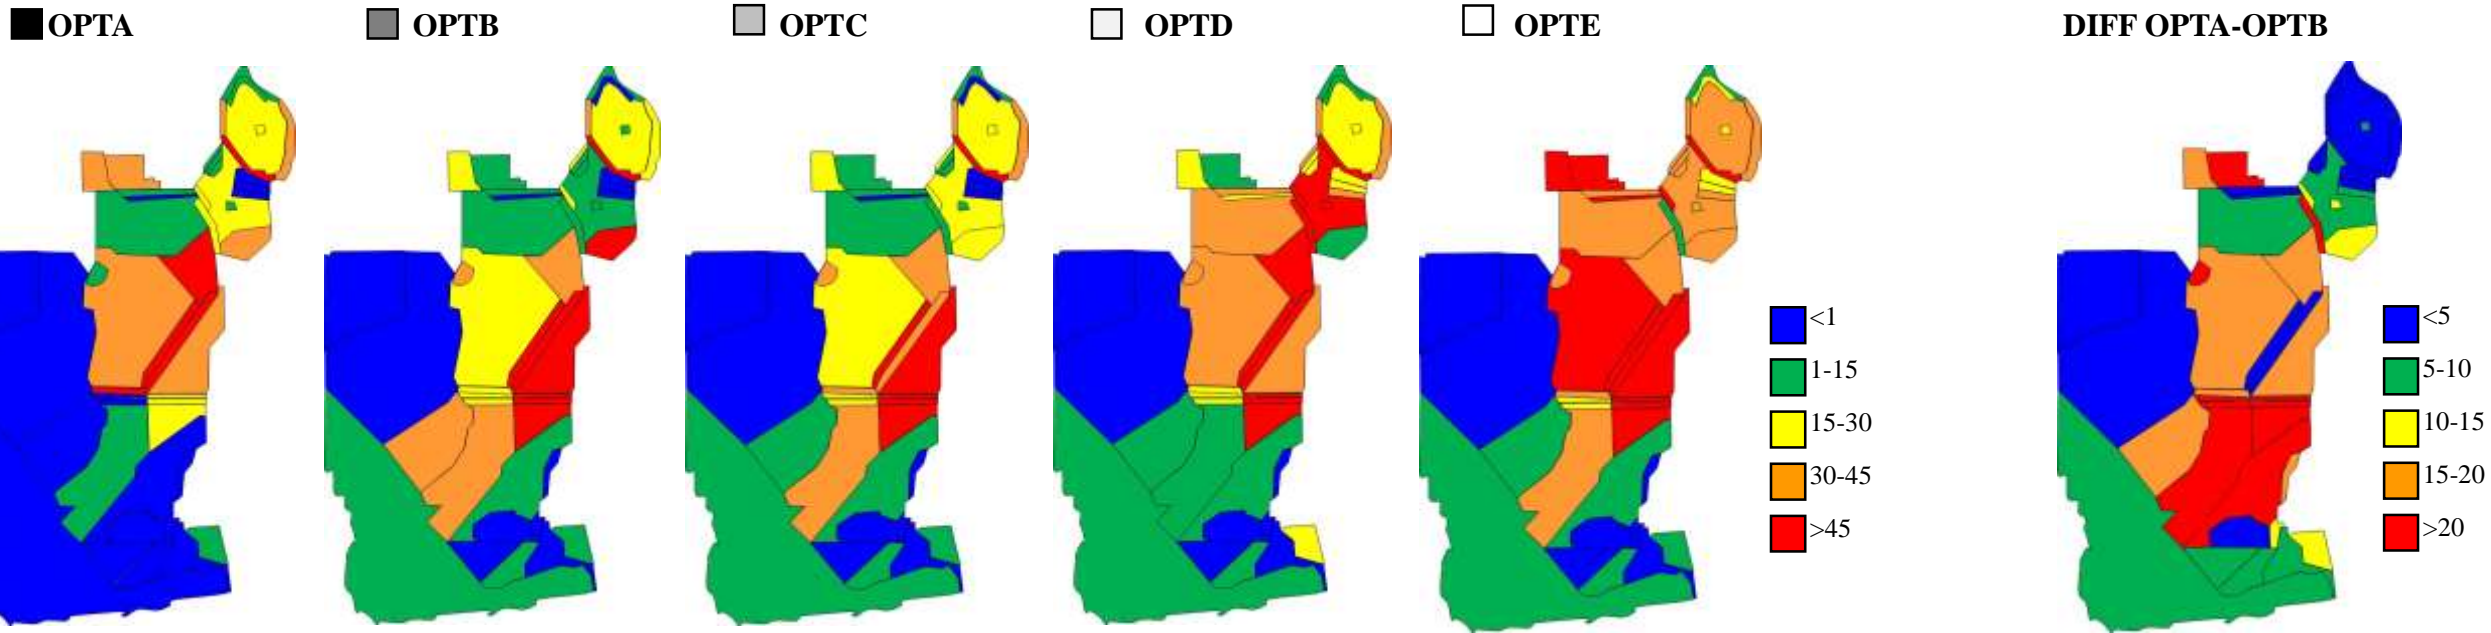 OPTA
OPTB
OPTC
OPTD
OPTE
DIFF OPTA-OPTB
<1
1-15
15-30
30-45
>45
<5
5-10
10-15
15-20
>20